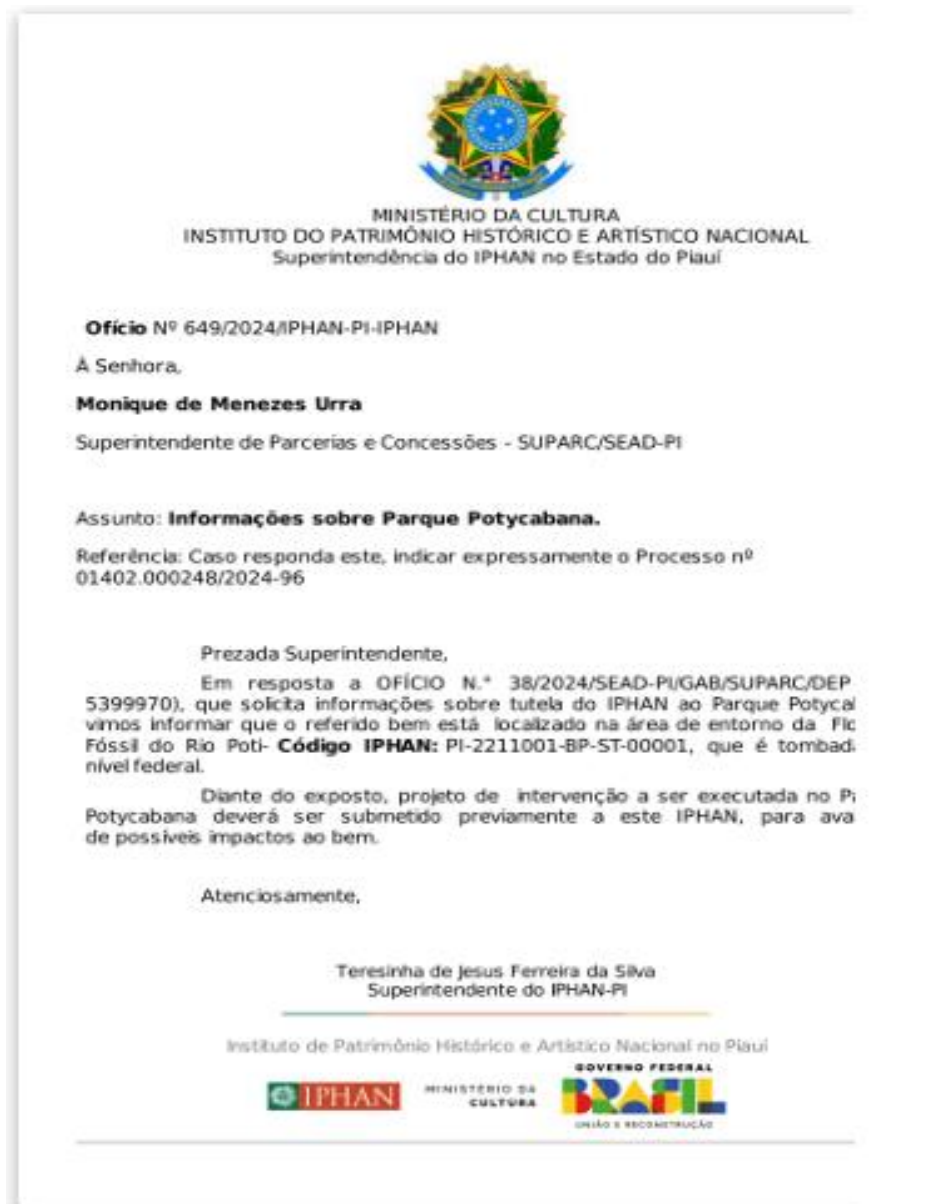 MINISTÉRIO DA CULTURA
INSTITUTO DO PATRIMÔNIO HISTÓRICO E ARTÍSTICO NACIONAL
Superintendência do IPHAN no Estado do Piauí
Ofício Nº 649/2024/IPHAN-PI-IPHAN
À Senhora,
Monique de Menezes Urra
Superintendente de Parcerias e Concessões - SUPARC/SEAD-PI
Assunto: Informações sobre Parque Potycabana.
Referência: Caso responda este, indicar expressamente o Processo nº
01402.000248/2024-96
Prezada Superintendente,
Em resposta a OFÍCIO N.° 38/2024/SEAD-PI/GAB/SUPARC/DEP
5399970), que solicita informações sobre tutela do IPHAN ao Parque
vimos informar que o referido bem está localizado na área de entorno da
Fóssil do Rio Poti- Código IPHAN: PI-2211001-BP-ST-00001, que é
nível federal.
Diante do exposto, projeto de intervenção a ser executada no
Potycabana deverá ser submetido previamente a este IPHAN, para
de possíveis impactos ao bem.
Atenciosamente,
Teresinha de Jesus Ferreira da Silva
Superintendente do IPHAN-PI
Instituto de Patrimônio Histórico e Artístico Nacional no Piauí
IPHAN
MINISTÉRIO DA
CULTURA
GOVERNO FEDERAL
BRASIL
UNIÃO E RECONSTRUÇÃO